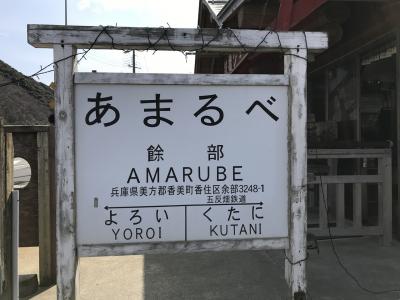 あまるべ
餘部
AMARUBE
兵庫県美方郡香美町香住区余部3248-1
五反畑鉄道
よろい くたに
YOROI KUTANI